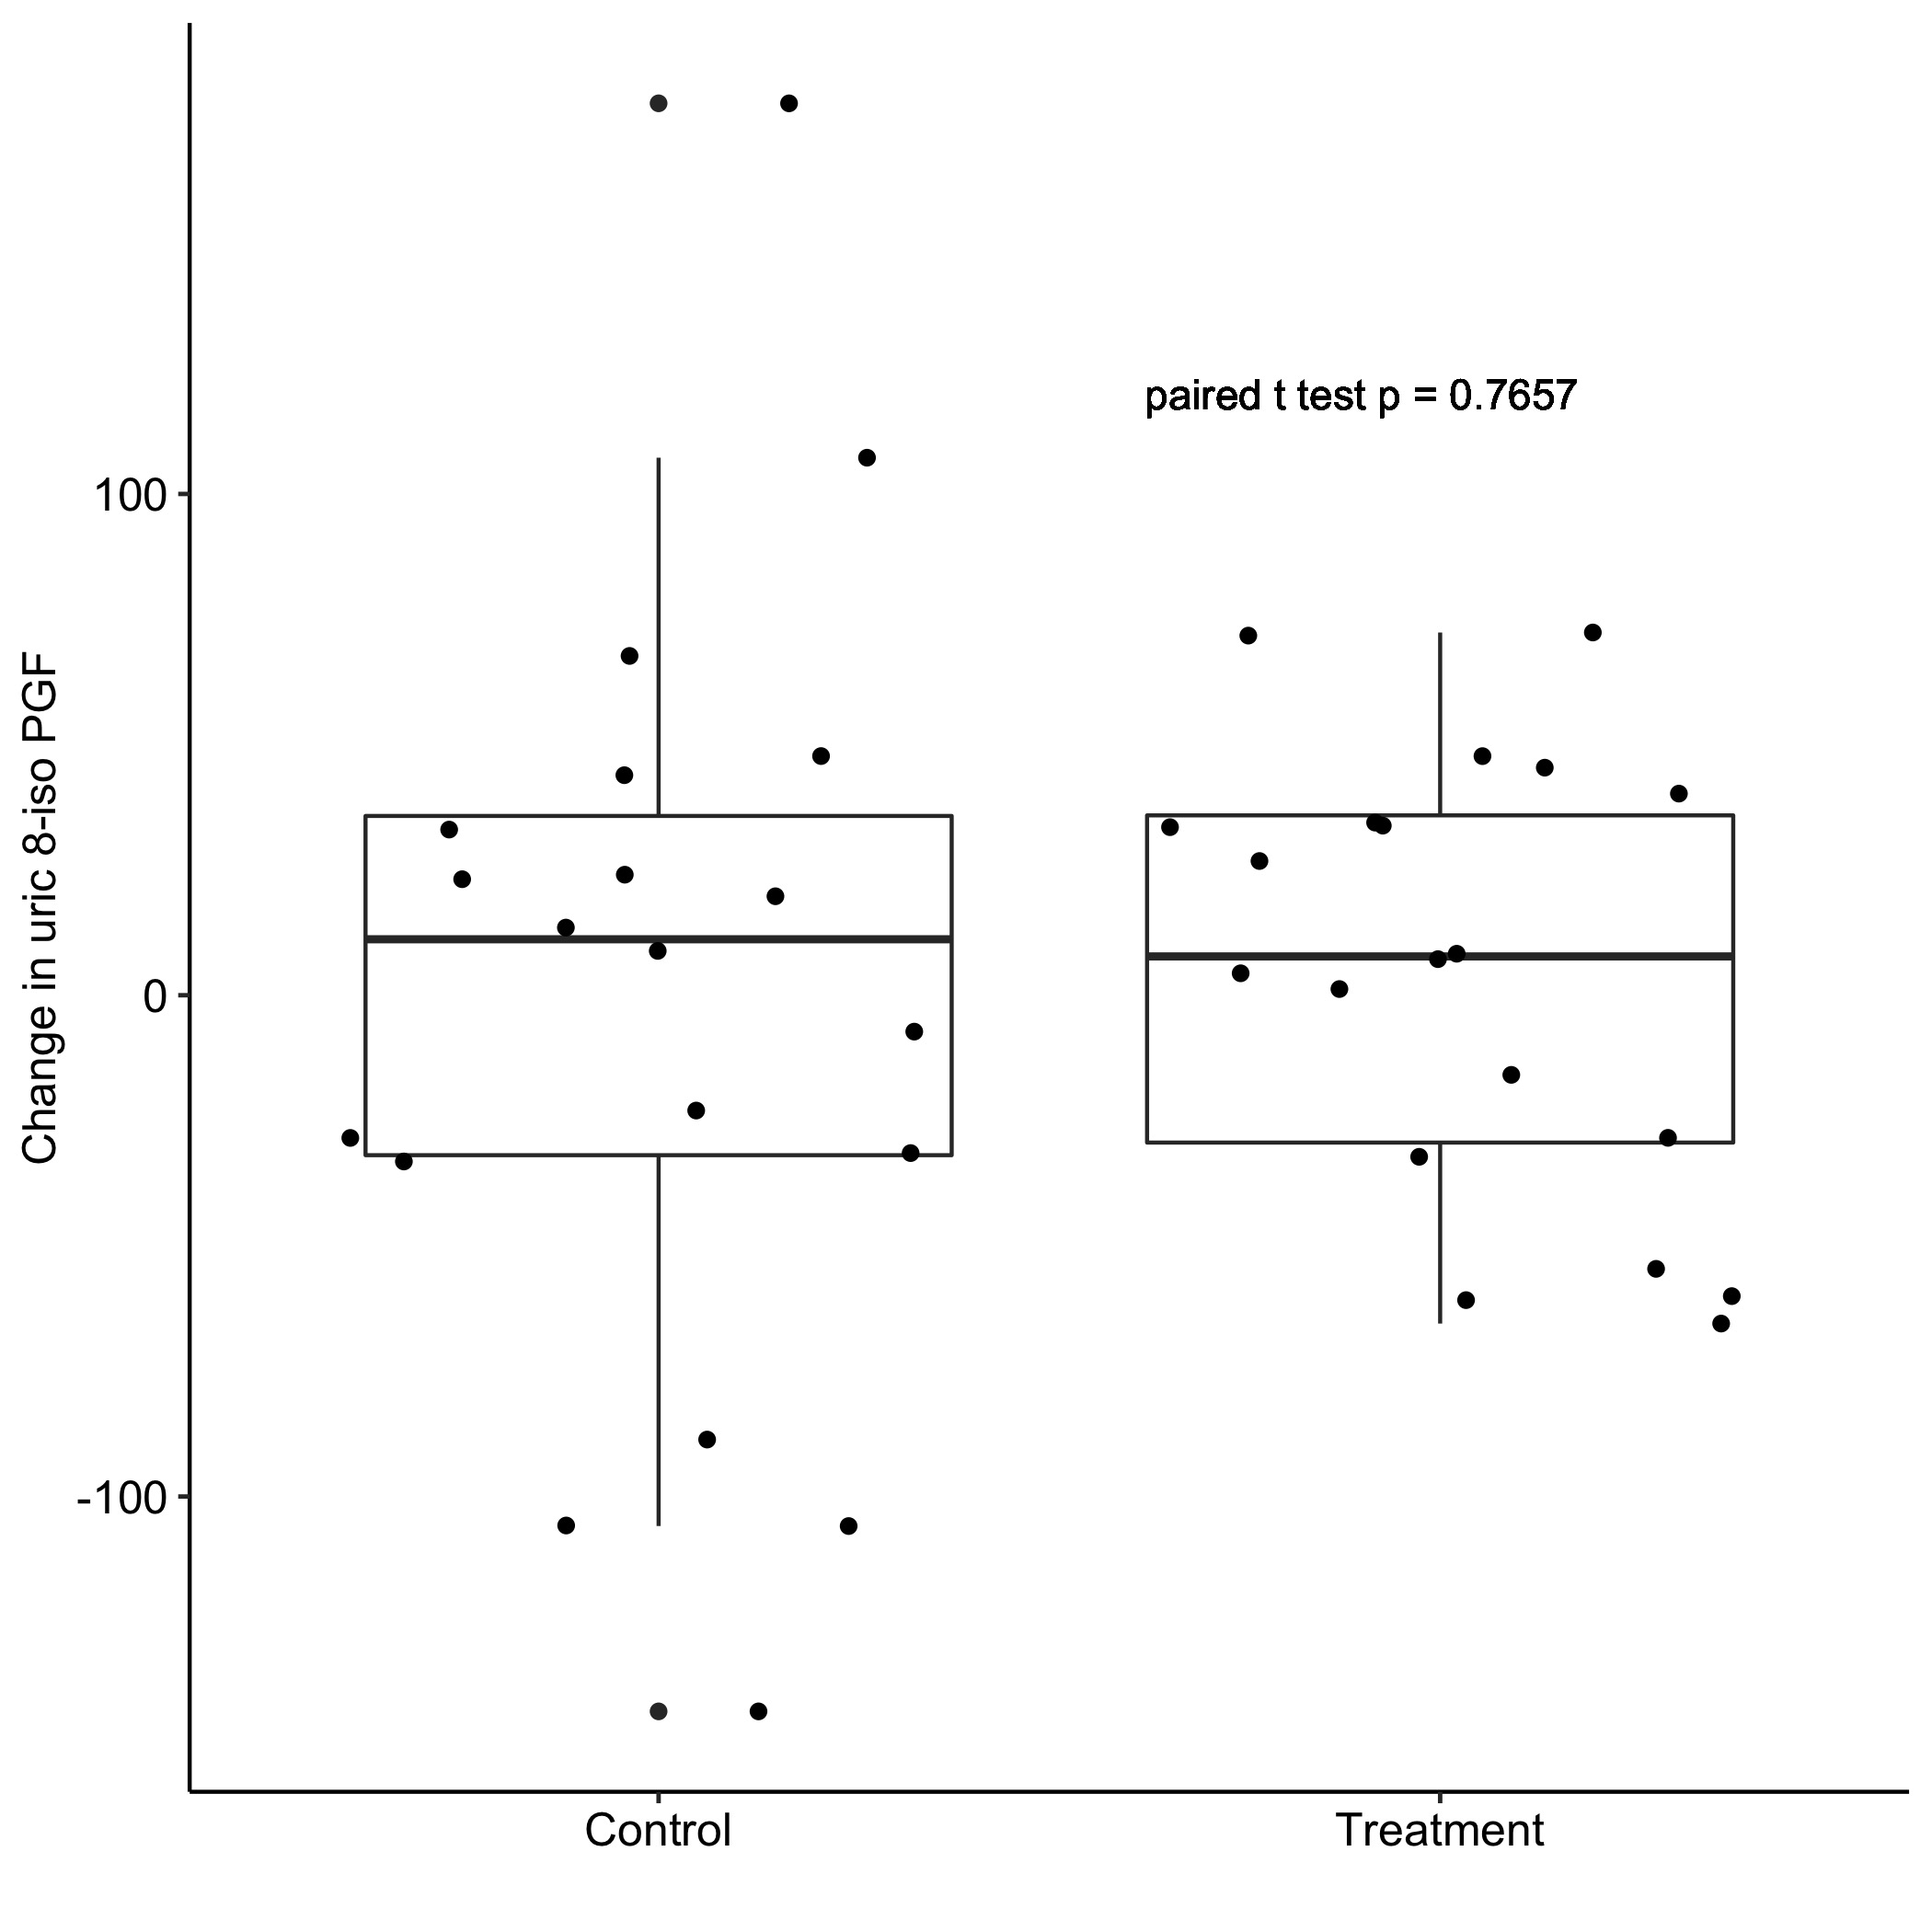 Change in uric 8-iso PGF
100
0
-100
paired t test p = 0.7657
Control
Treatment